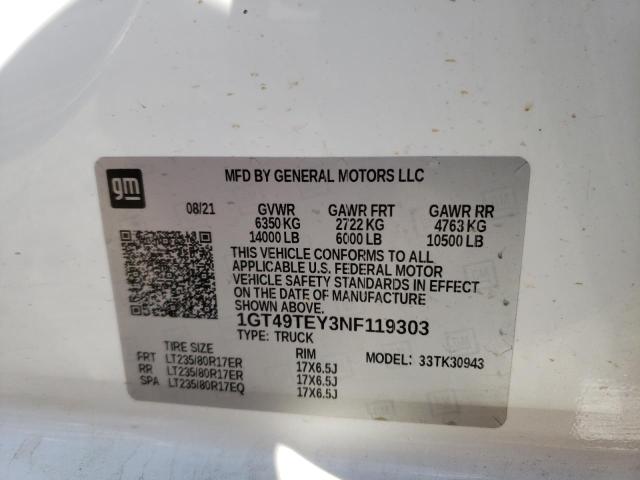 gm
MFD BY GENERAL MOTORS LLC
08/21 GVWR GAWR FRT GAWR RR
6350 KG 2722 KG 4763 KG
14000 LB 6000 LB 10500 LB
THIS VEHICLE CONFORMS TO ALL
APPLICABLE U.S. FEDERAL MOTOR
VEHICLE SAFETY STANDARDS IN EFFECT
ON THE DATE OF MANUFACTURE
SHOWN ABOVE.
1GT49TEY3NF119303
TYPE: TRUCK
TIRE SIZE RIM MODEL: 33TK30943
FRT LT235/80R17ER 17X6.5J
RR LT235/80R17ER 17X6.5J
SPA LT235/80R17EQ 17X6.5J